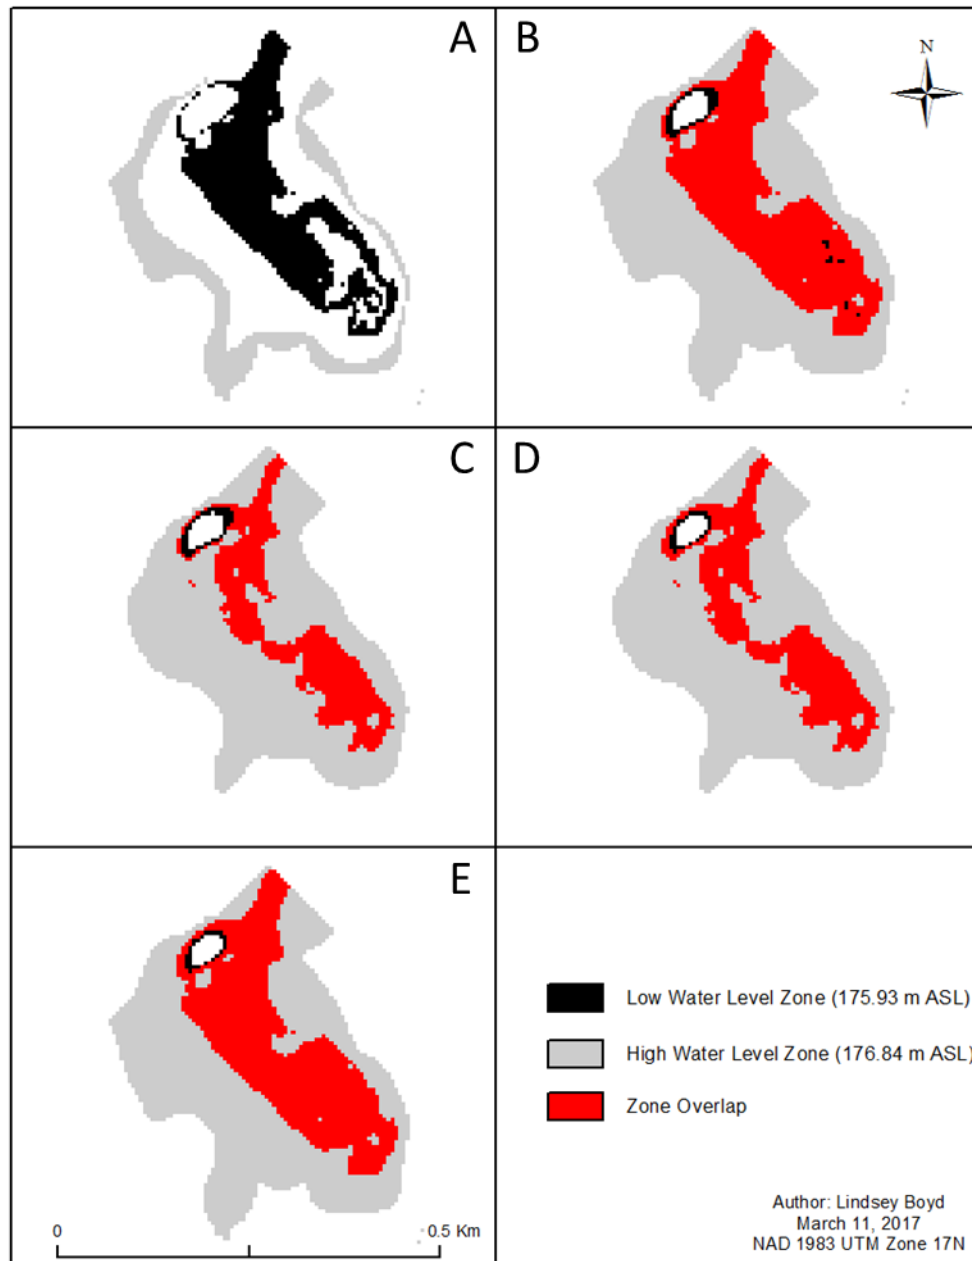 A
B
N
C
D
E
Low Water Level Zone (175.93 m ASL)
High Water Level Zone (176.84 m ASL)
Zone Overlap
0
0.5 Km
Author: Lindsey Boyd
March 11, 2017
NAD 1983 UTM Zone 17N